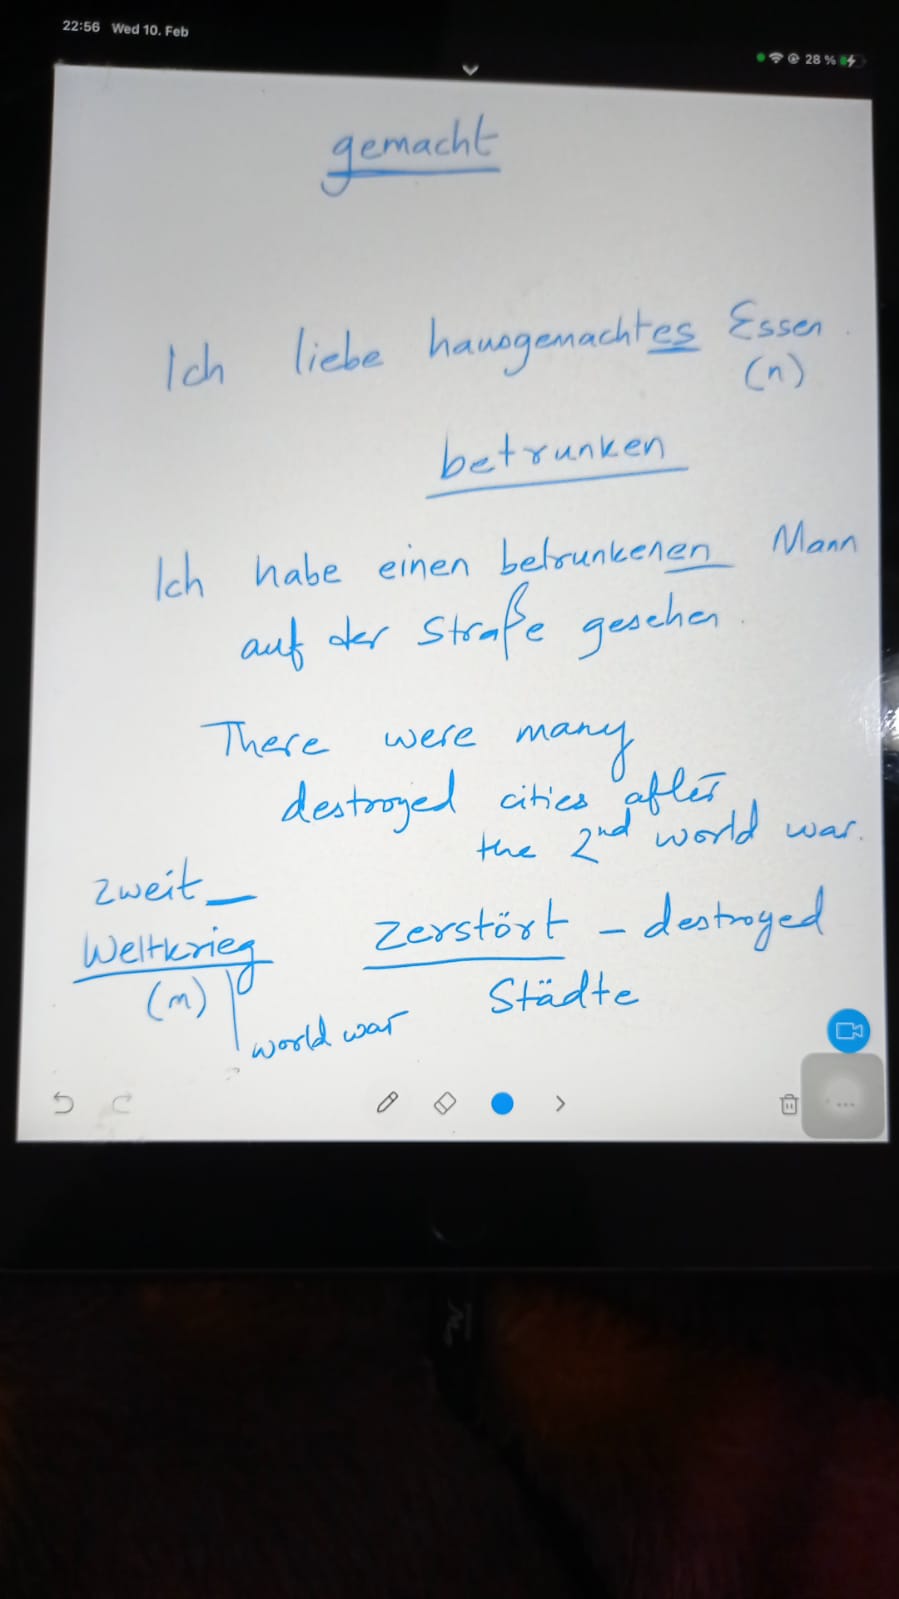 22:56 Wed 10. Feb
28 %
gemacht
Ich liebe hausgemachtes Essen.
(n)
betrunken
Ich habe einen betrunkenen Mann
auf der Straße gesehen.
There were many
destroyed cities after
the 2nd world war.
zweit_
Weltkrieg
(m)
world war
zerstört - destroyed
Städte